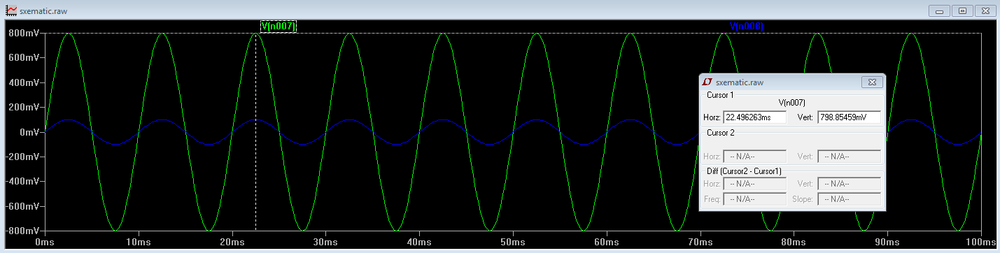 sxematic.raw
V(n007) V(n008)
800mV
600mV
400mV
200mV
0mV
-200mV
-400mV
-600mV
-800mV
0ms 10ms 20ms 30ms 40ms 50ms 60ms 70ms 80ms 90ms 100ms
sxematic.raw
Cursor 1
V(n007)
Horz: 22.496263ms Vert: 798.85459mV
Cursor 2
Horz: -- N/A-- Vert: -- N/A--
Diff (Cursor2 - Cursor1)
Horz: -- N/A-- Vert: -- N/A--
Freq: -- N/A-- Slope: -- N/A--